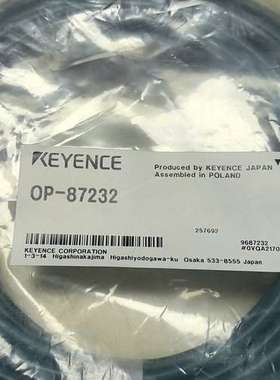 KEYENCE
Produced by KEYENCE JAPAN
Assembled in POLAND
OP-87232
257692
9687232
#0VGA2170
KEYENCE CORPORATION
1-3-14 Higashinakajima Higashiyodogawa-ku Osaka 533-8555 Japan